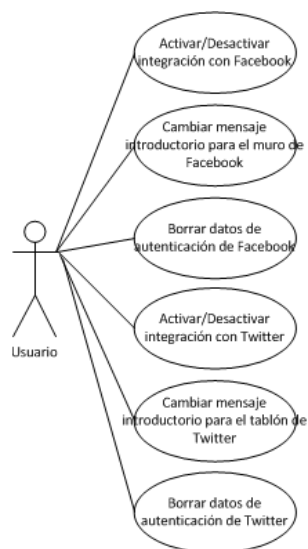 Activar/Desactivar
integración con Facebook
Cambiar mensaje
introductorio para el muro de
Facebook
Borrar datos de
autenticación de Facebook
Usuario
Activar/Desactivar
integración con Twitter
Cambiar mensaje
introductorio para el tablón de
Twitter
Borrar datos de
autenticación de Twitter